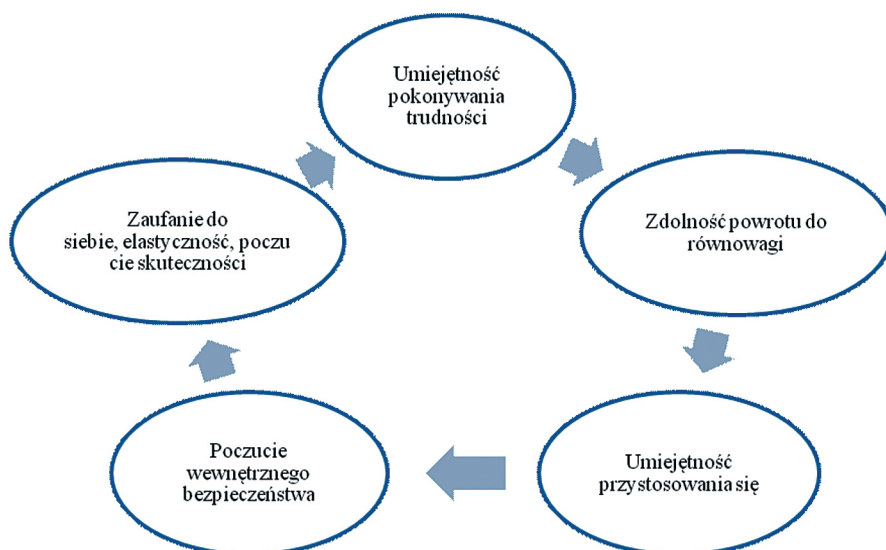 Umiejętność
pokonywania
trudności
Zdolność powrotu do
równowagi
Umiejętność
przystosowania się
Poczucie
wewnętrznego
bezpieczeństwa
Zaufanie do
siebie, elastyczność, poczu
cie skuteczności